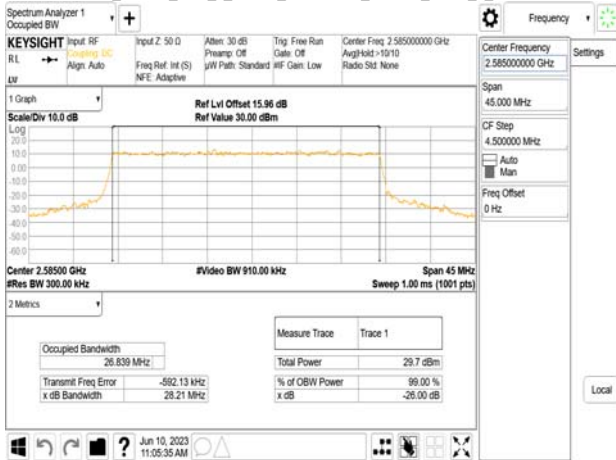 Spectrum Analyzer 1
Occupied BW
+
Frequency
KEYSIGHT
RL
LXI
Input: RF
Coupling: DC
Align: Auto
Input Z: 50 Ω
Freq Ref: Int (S)
NFE: Adaptive
Atten: 30 dB
Preamp: Off
µW Path: Standard
Trig: Free Run
Gate: Off
#IF Gain: Low
Center Freq: 2.585000000 GHz
Avg|Hold:>10/10
Radio Std: None
Center Frequency
2.585000000 GHz
Settings
Span
45.000 MHz
CF Step
4.500000 MHz
Auto
Man
Freq Offset
0 Hz
Local
1 Graph
Scale/Div 10.0 dB
Ref Lvl Offset 15.96 dB
Ref Value 30.00 dBm
Log
20.0
10.0
0.00
-10.0
-20.0
-30.0
-40.0
-50.0
-60.0
Center 2.58500 GHz
#Video BW 910.00 kHz
Span 45 MHz
#Res BW 300.00 kHz
Sweep 1.00 ms (1001 pts)
2 Metrics
Measure Trace Trace 1
Occupied Bandwidth
26.839 MHz
Total Power 29.7 dBm
Transmit Freq Error -592.13 kHz
% of OBW Power 99.00 %
x dB Bandwidth 28.21 MHz
x dB -26.00 dB
?
Jun 10, 2023
11:05:35 AM